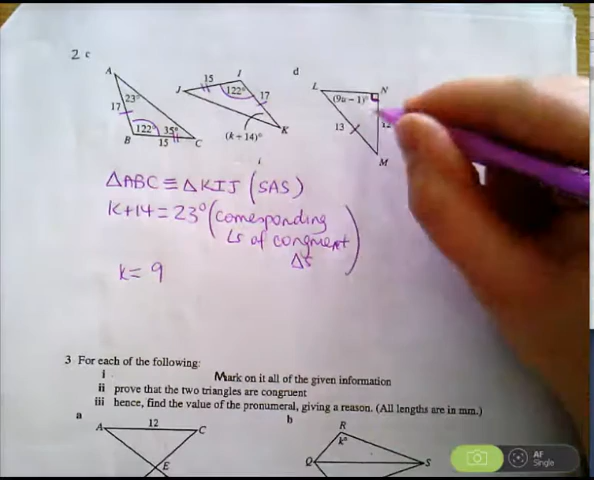 2 c
A
23°
17
122°
35°
B
15
C
15
J
I
122°
17
K
(k+14)°
d
L
N
(9u − 1)°
13
12
M
△ABC ≡ △KIJ (SAS)
k+14 = 23° (corresponding
∠s of congruent
△s)
k = 9
3 For each of the following:
i Mark on it all of the given information
ii prove that the two triangles are congruent
iii hence, find the value of the pronumeral, giving a reason. (All lengths are in mm.)
a
A
12
C
E
b
R
k°
Q
S
AF
Single